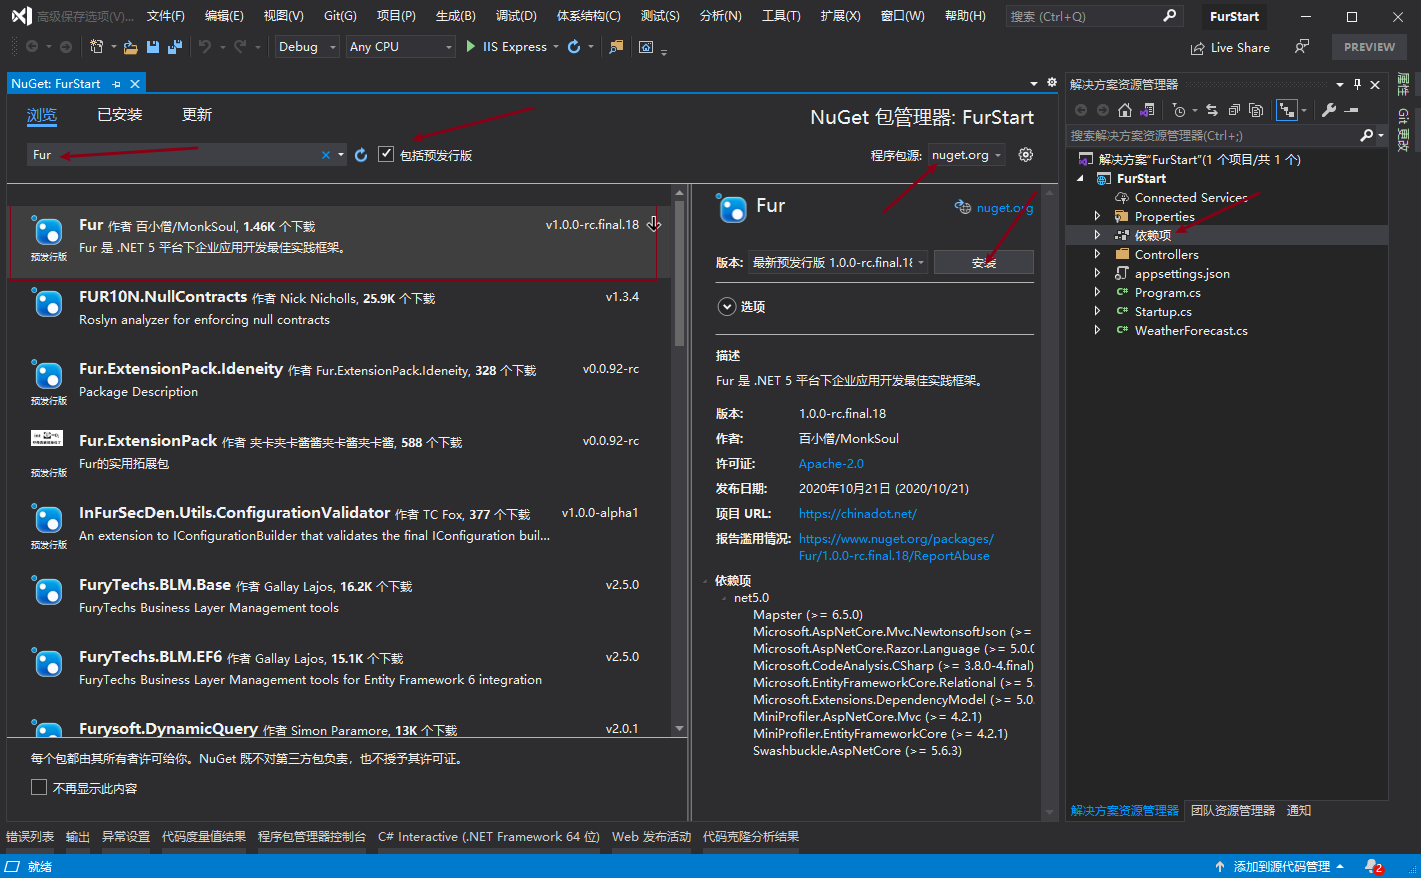 高级保存选项(V)... 文件(F) 编辑(E) 视图(V) Git(G) 项目(P) 生成(B) 调试(D) 体系结构(C) 测试(S) 分析(N) 工具(T) 扩展(X) 窗口(W) 帮助(H) 搜索 (Ctrl+Q) FurStart
Debug Any CPU IIS Express Live Share PREVIEW
NuGet: FurStart
浏览 已安装 更新 NuGet 包管理器: FurStart
Fur 包括预发行版 程序包源: nuget.org
Fur 作者 百小僧/MonkSoul, 1.46K 个下载 v1.0.0-rc.final.18
Fur 是 .NET 5 平台下企业应用开发最佳实践框架。
预发行版
FUR10N.NullContracts 作者 Nick Nicholls, 25.9K 个下载 v1.3.4
Roslyn analyzer for enforcing null contracts
Fur.ExtensionPack.Ideneity 作者 Fur.ExtensionPack.Ideneity, 328 个下载 v0.0.92-rc
Package Description
预发行版
Fur.ExtensionPack 作者 夹卡夹卡酱酱夹卡酱夹卡酱, 588 个下载 v0.0.92-rc
Fur的实用拓展包
预发行版
InFurSecDen.Utils.ConfigurationValidator 作者 TC Fox, 377 个下载 v1.0.0-alpha1
An extension to IConfigurationBuilder that validates the final IConfiguration buil...
预发行版
FuryTechs.BLM.Base 作者 Gallay Lajos, 16.2K 个下载 v2.5.0
FuryTechs Business Layer Management tools
FuryTechs.BLM.EF6 作者 Gallay Lajos, 15.1K 个下载 v2.5.0
FuryTechs Business Layer Management tools for Entity Framework 6 integration
Furysoft.DynamicQuery 作者 Simon Paramore, 13K 个下载 v2.0.1
每个包都由其所有者许可给你。NuGet 既不对第三方包负责，也不授予其许可证。
不再显示此内容
Fur nuget.org
版本: 最新预发行版 1.0.0-rc.final.18 安装
选项
描述
Fur 是 .NET 5 平台下企业应用开发最佳实践框架。
版本: 1.0.0-rc.final.18
作者: 百小僧/MonkSoul
许可证: Apache-2.0
发布日期: 2020年10月21日 (2020/10/21)
项目 URL: https://chinadot.net/
报告滥用情况: https://www.nuget.org/packages/
Fur/1.0.0-rc.final.18/ReportAbuse
依赖项
net5.0
Mapster (>= 6.5.0)
Microsoft.AspNetCore.Mvc.NewtonsoftJson (>=
Microsoft.AspNetCore.Razor.Language (>= 5.0.0
Microsoft.CodeAnalysis.CSharp (>= 3.8.0-4.final)
Microsoft.EntityFrameworkCore.Relational (>= 5.
Microsoft.Extensions.DependencyModel (>= 5.0.
MiniProfiler.AspNetCore.Mvc (>= 4.2.1)
MiniProfiler.EntityFrameworkCore (>= 4.2.1)
Swashbuckle.AspNetCore (>= 5.6.3)
解决方案资源管理器
搜索解决方案资源管理器(Ctrl+;)
解决方案"FurStart"(1 个项目/共 1 个)
FurStart
Connected Services
Properties
依赖项
Controllers
appsettings.json
Program.cs
Startup.cs
WeatherForecast.cs
解决方案资源管理器 团队资源管理器 通知
属性
Git 更改
错误列表 输出 异常设置 代码度量值结果 程序包管理器控制台 C# Interactive (.NET Framework 64 位) Web 发布活动 代码克隆分析结果
就绪 添加到源代码管理 2